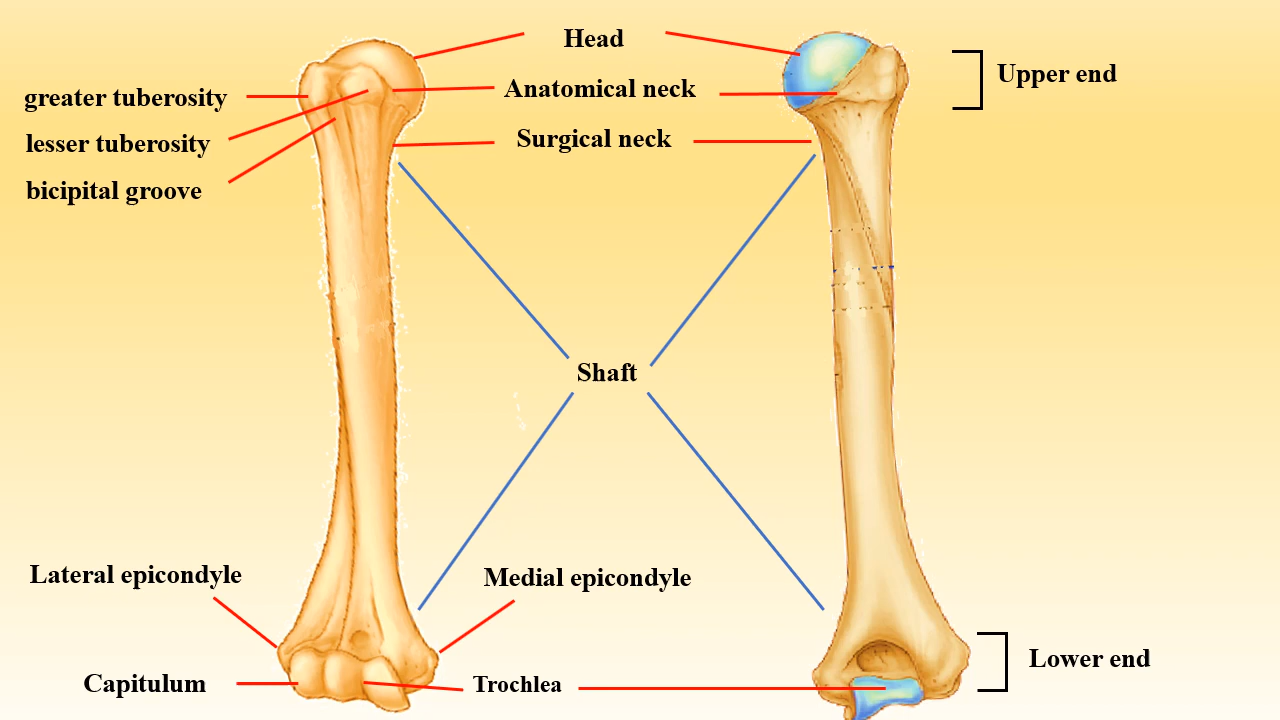 Head
Upper end
greater tuberosity
Anatomical neck
lesser tuberosity
Surgical neck
bicipital groove
Shaft
Lateral epicondyle
Medial epicondyle
Lower end
Capitulum
Trochlea